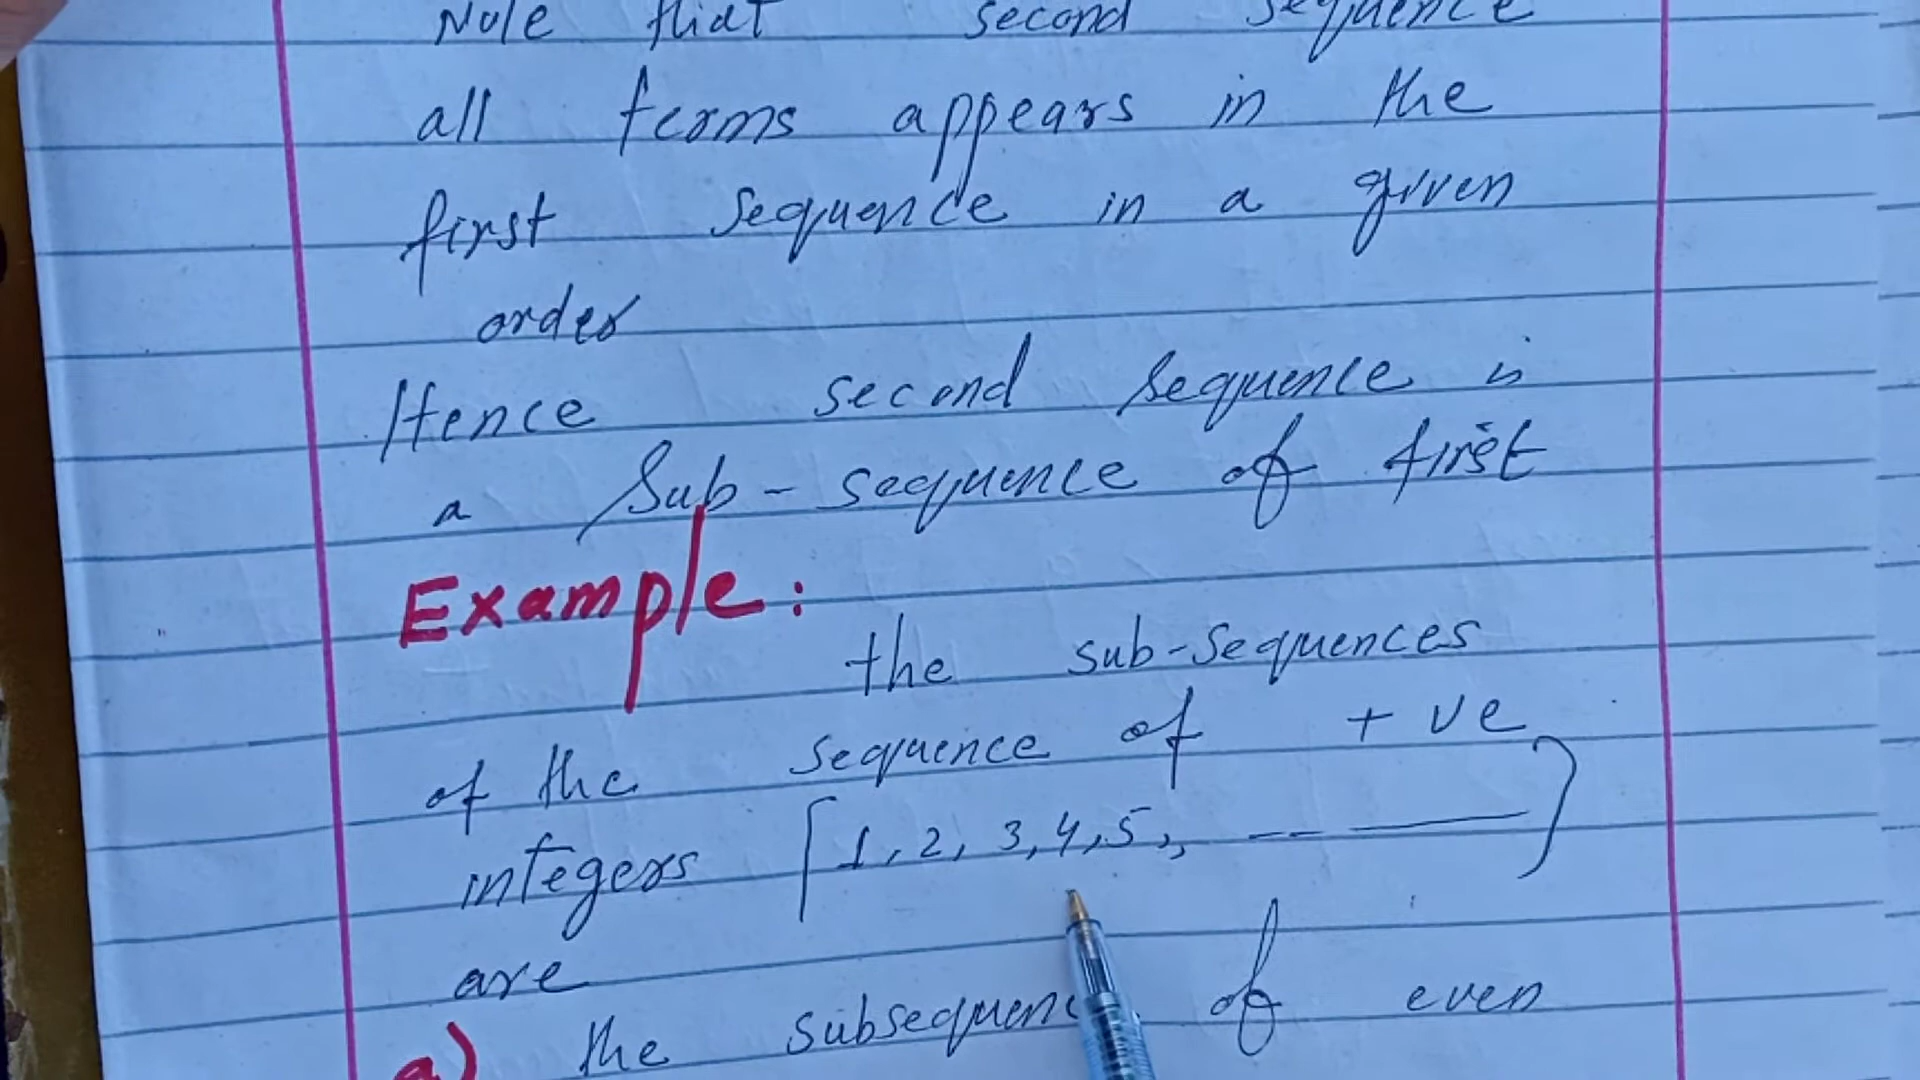 Note that second sequence
all terms appears in the
first sequence in a given
order
Hence second sequence is
a Sub-sequence of first
Example:
the sub-sequences
of the sequence of +ve
integers [1, 2, 3, 4, 5,, -- —]
are
a) the subsequenc of even